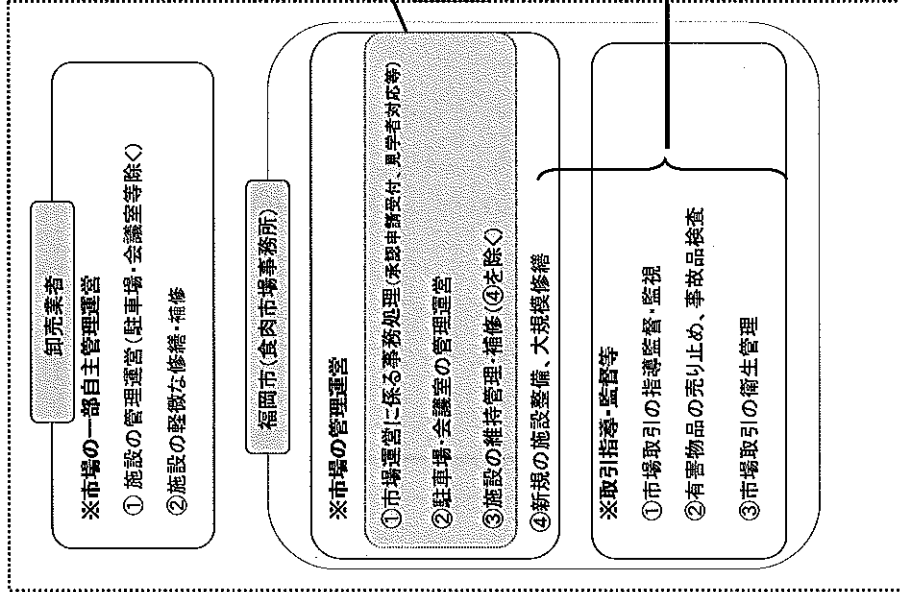 卸売業者
※市場の一部自主管理運営
① 施設の管理運営(駐車場・会議室等除く)
②施設の軽微な修繕・補修
福岡市(食肉市場事務所)
※市場の管理運営
①市場運営に係る事務処理(承認申請受付、見学者対応等)
②駐車場・会議室の管理運営
③施設の維持管理・補修(④を除く)
④新規の施設整備、大規模修繕
※取引指導・監督等
①市場取引の指導監督・監視
②有害物品の売り止め、事故品検査
③市場取引の衛生管理